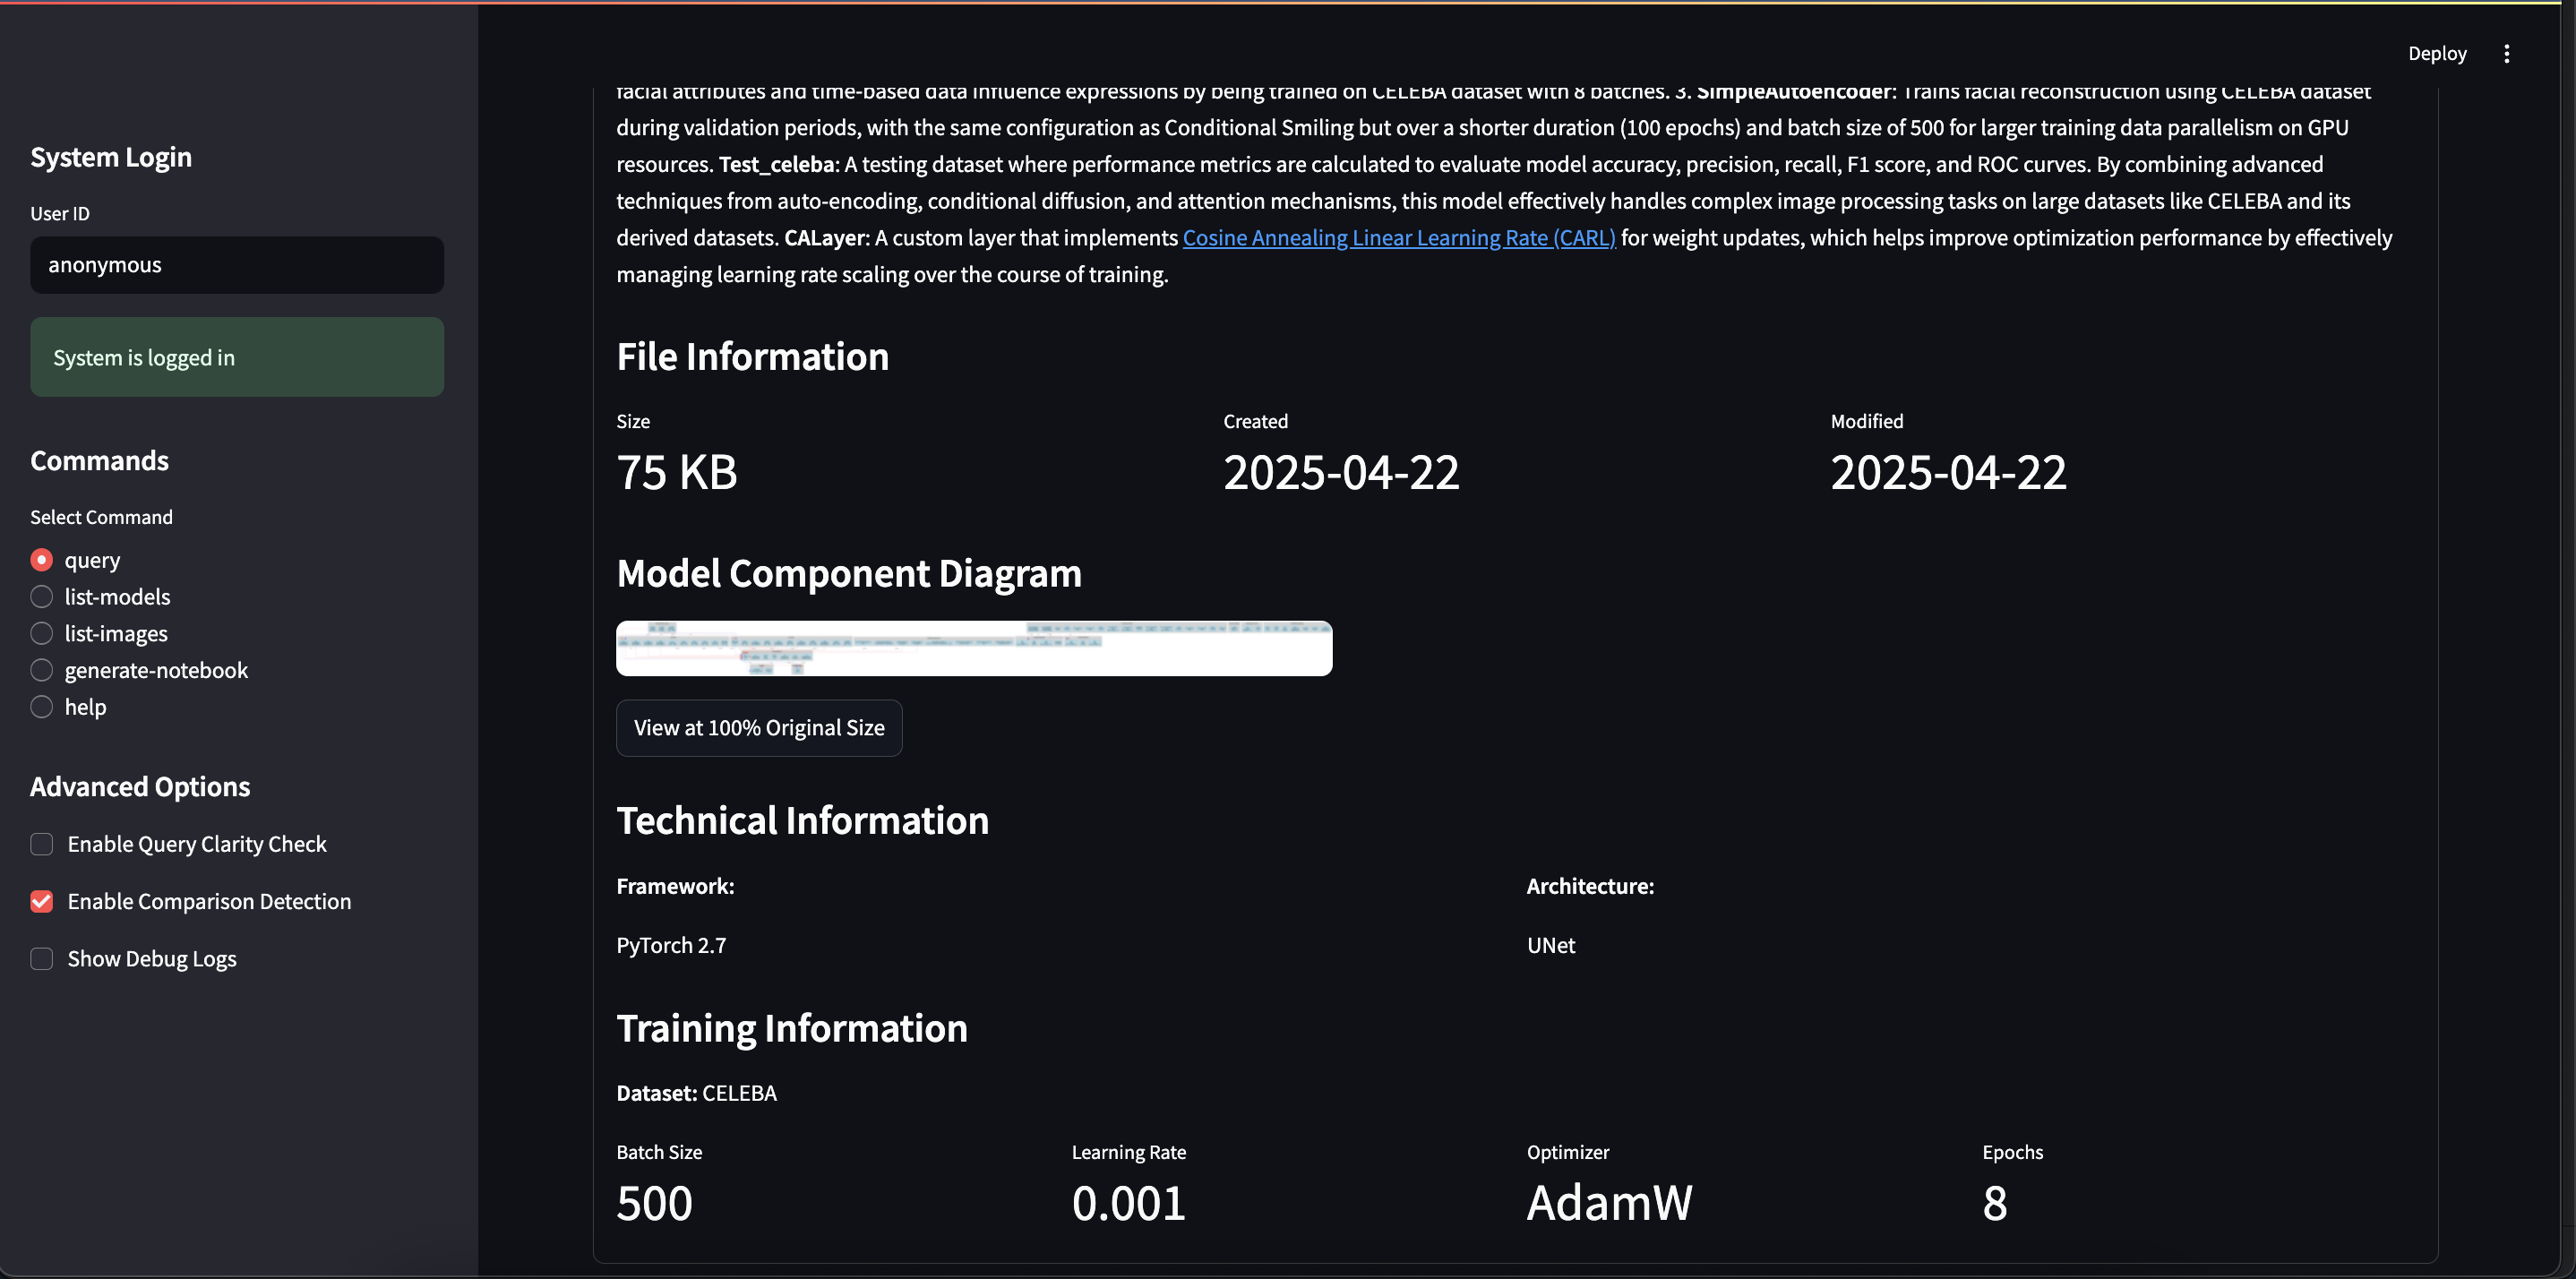 Deploy
System Login
User ID
anonymous
System is logged in
Commands
Select Command
query
list-models
list-images
generate-notebook
help
Advanced Options
Enable Query Clarity Check
Enable Comparison Detection
Show Debug Logs
facial attributes and time-based data influence expressions by being trained on CELEBA dataset with 8 batches. 3. SimpleAutoencoder: Trains facial reconstruction using CELEBA dataset
during validation periods, with the same configuration as Conditional Smiling but over a shorter duration (100 epochs) and batch size of 500 for larger training data parallelism on GPU
resources. Test_celeba: A testing dataset where performance metrics are calculated to evaluate model accuracy, precision, recall, F1 score, and ROC curves. By combining advanced
techniques from auto-encoding, conditional diffusion, and attention mechanisms, this model effectively handles complex image processing tasks on large datasets like CELEBA and its
derived datasets. CALayer: A custom layer that implements Cosine Annealing Linear Learning Rate (CARL) for weight updates, which helps improve optimization performance by effectively
managing learning rate scaling over the course of training.
File Information
Size Created Modified
75 KB 2025-04-22 2025-04-22
Model Component Diagram
View at 100% Original Size
Technical Information
Framework: Architecture:
PyTorch 2.7 UNet
Training Information
Dataset: CELEBA
Batch Size Learning Rate Optimizer Epochs
500 0.001 AdamW 8